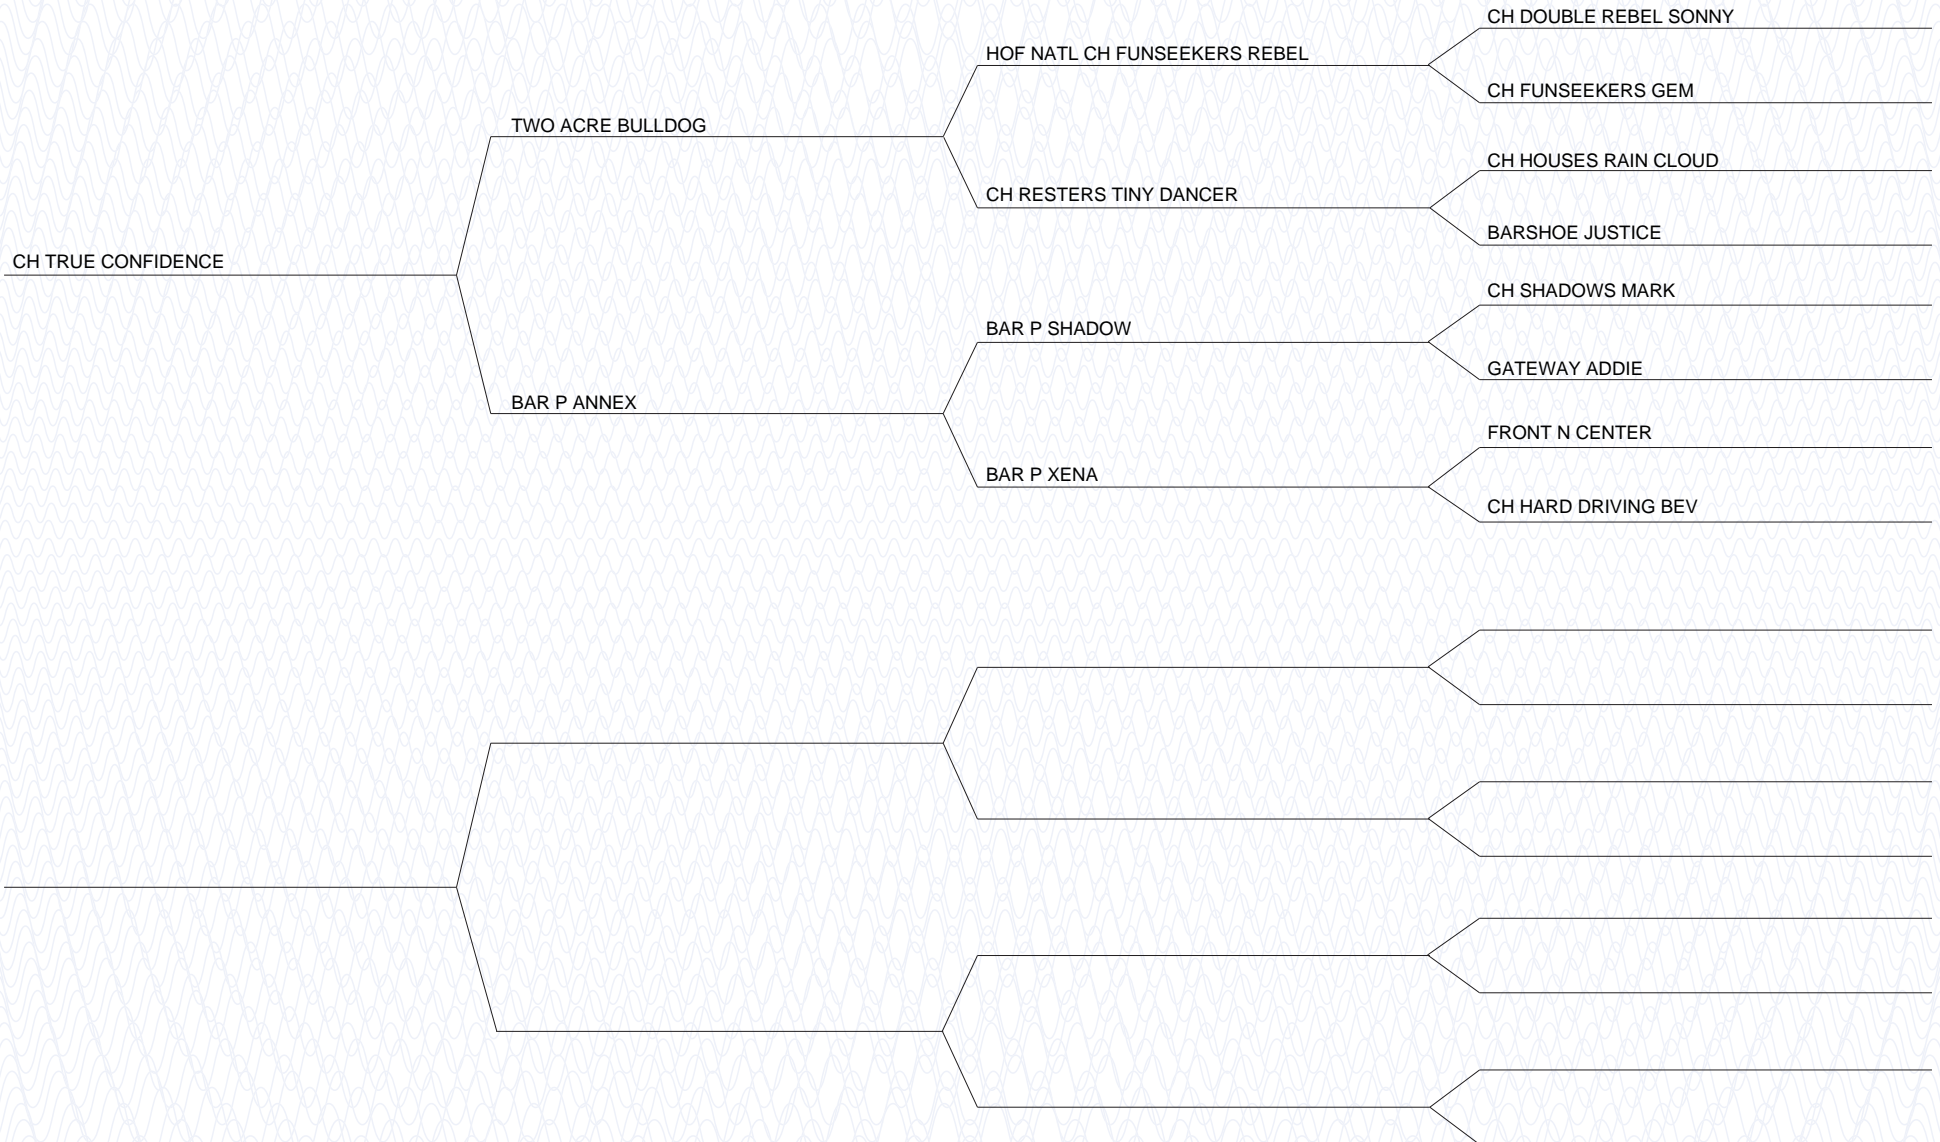 CH DOUBLE REBEL SONNY
HOF NATL CH FUNSEEKERS REBEL
CH FUNSEEKERS GEM
TWO ACRE BULLDOG
CH HOUSES RAIN CLOUD
CH RESTERS TINY DANCER
BARSHOE JUSTICE
CH TRUE CONFIDENCE
CH SHADOWS MARK
BAR P SHADOW
GATEWAY ADDIE
BAR P ANNEX
FRONT N CENTER
BAR P XENA
CH HARD DRIVING BEV